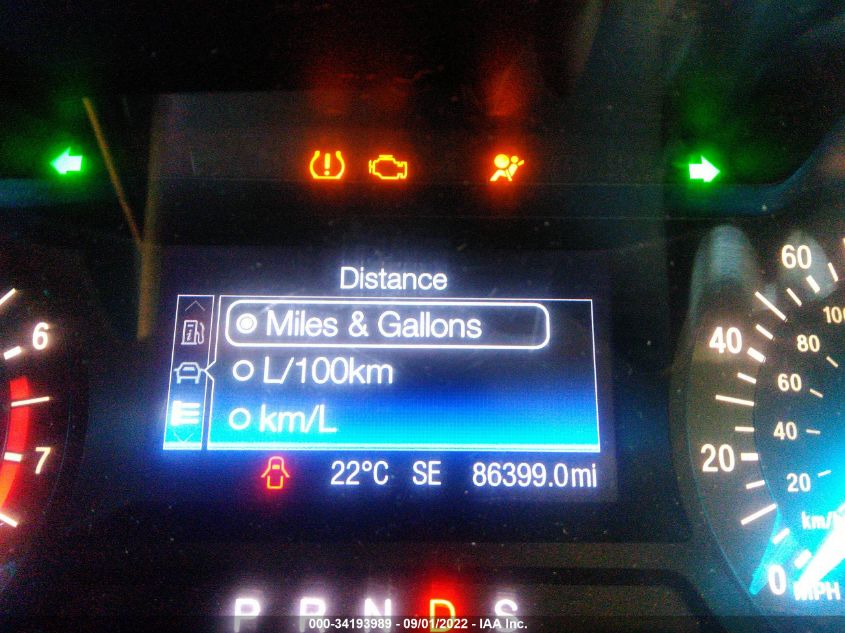 Distance
Miles & Gallons
L/100km
km/L
22°C SE 86399.0mi
P R N D S
6
7
60
40
20
0
MPH
100
80
60
40
20
km/h
000-34193989 - 09/01/2022 - IAA Inc.